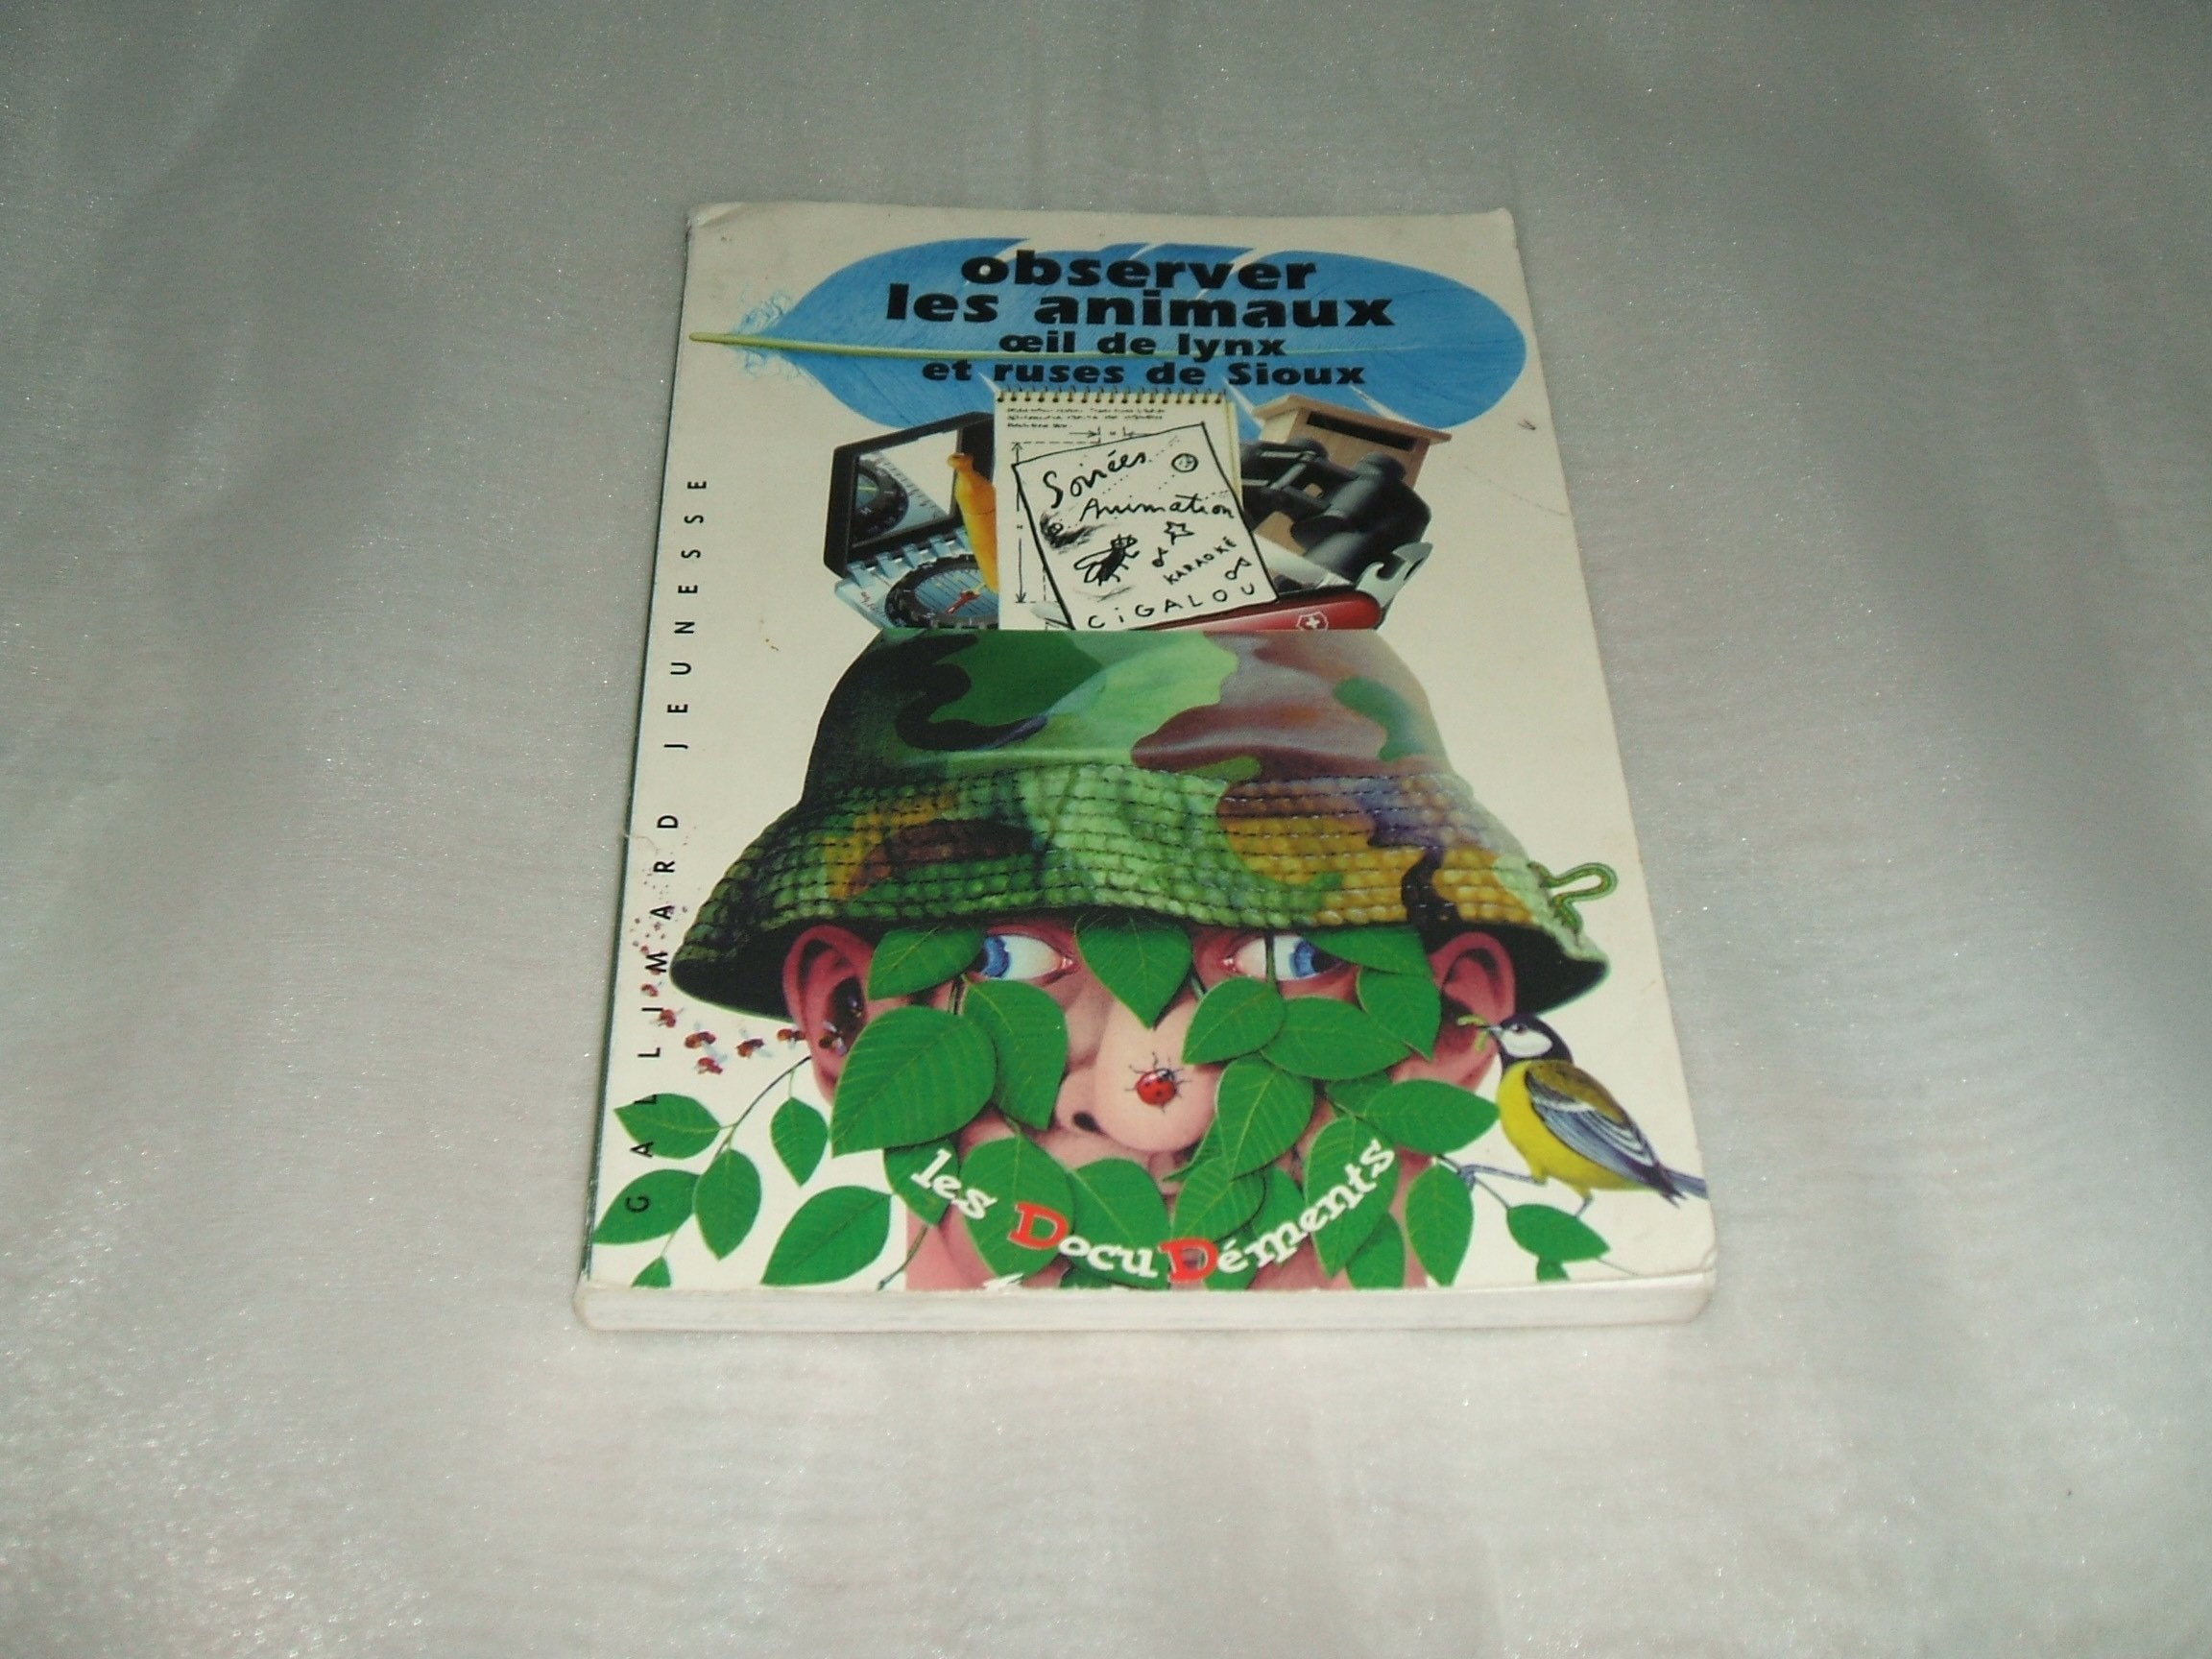 observer
les animaux
œil de lynx
et ruses de Sioux
Soirées
Animation
KARAOKÉ
CiGALOU
GALLIMARD JEUNESSE
les DocuDéments